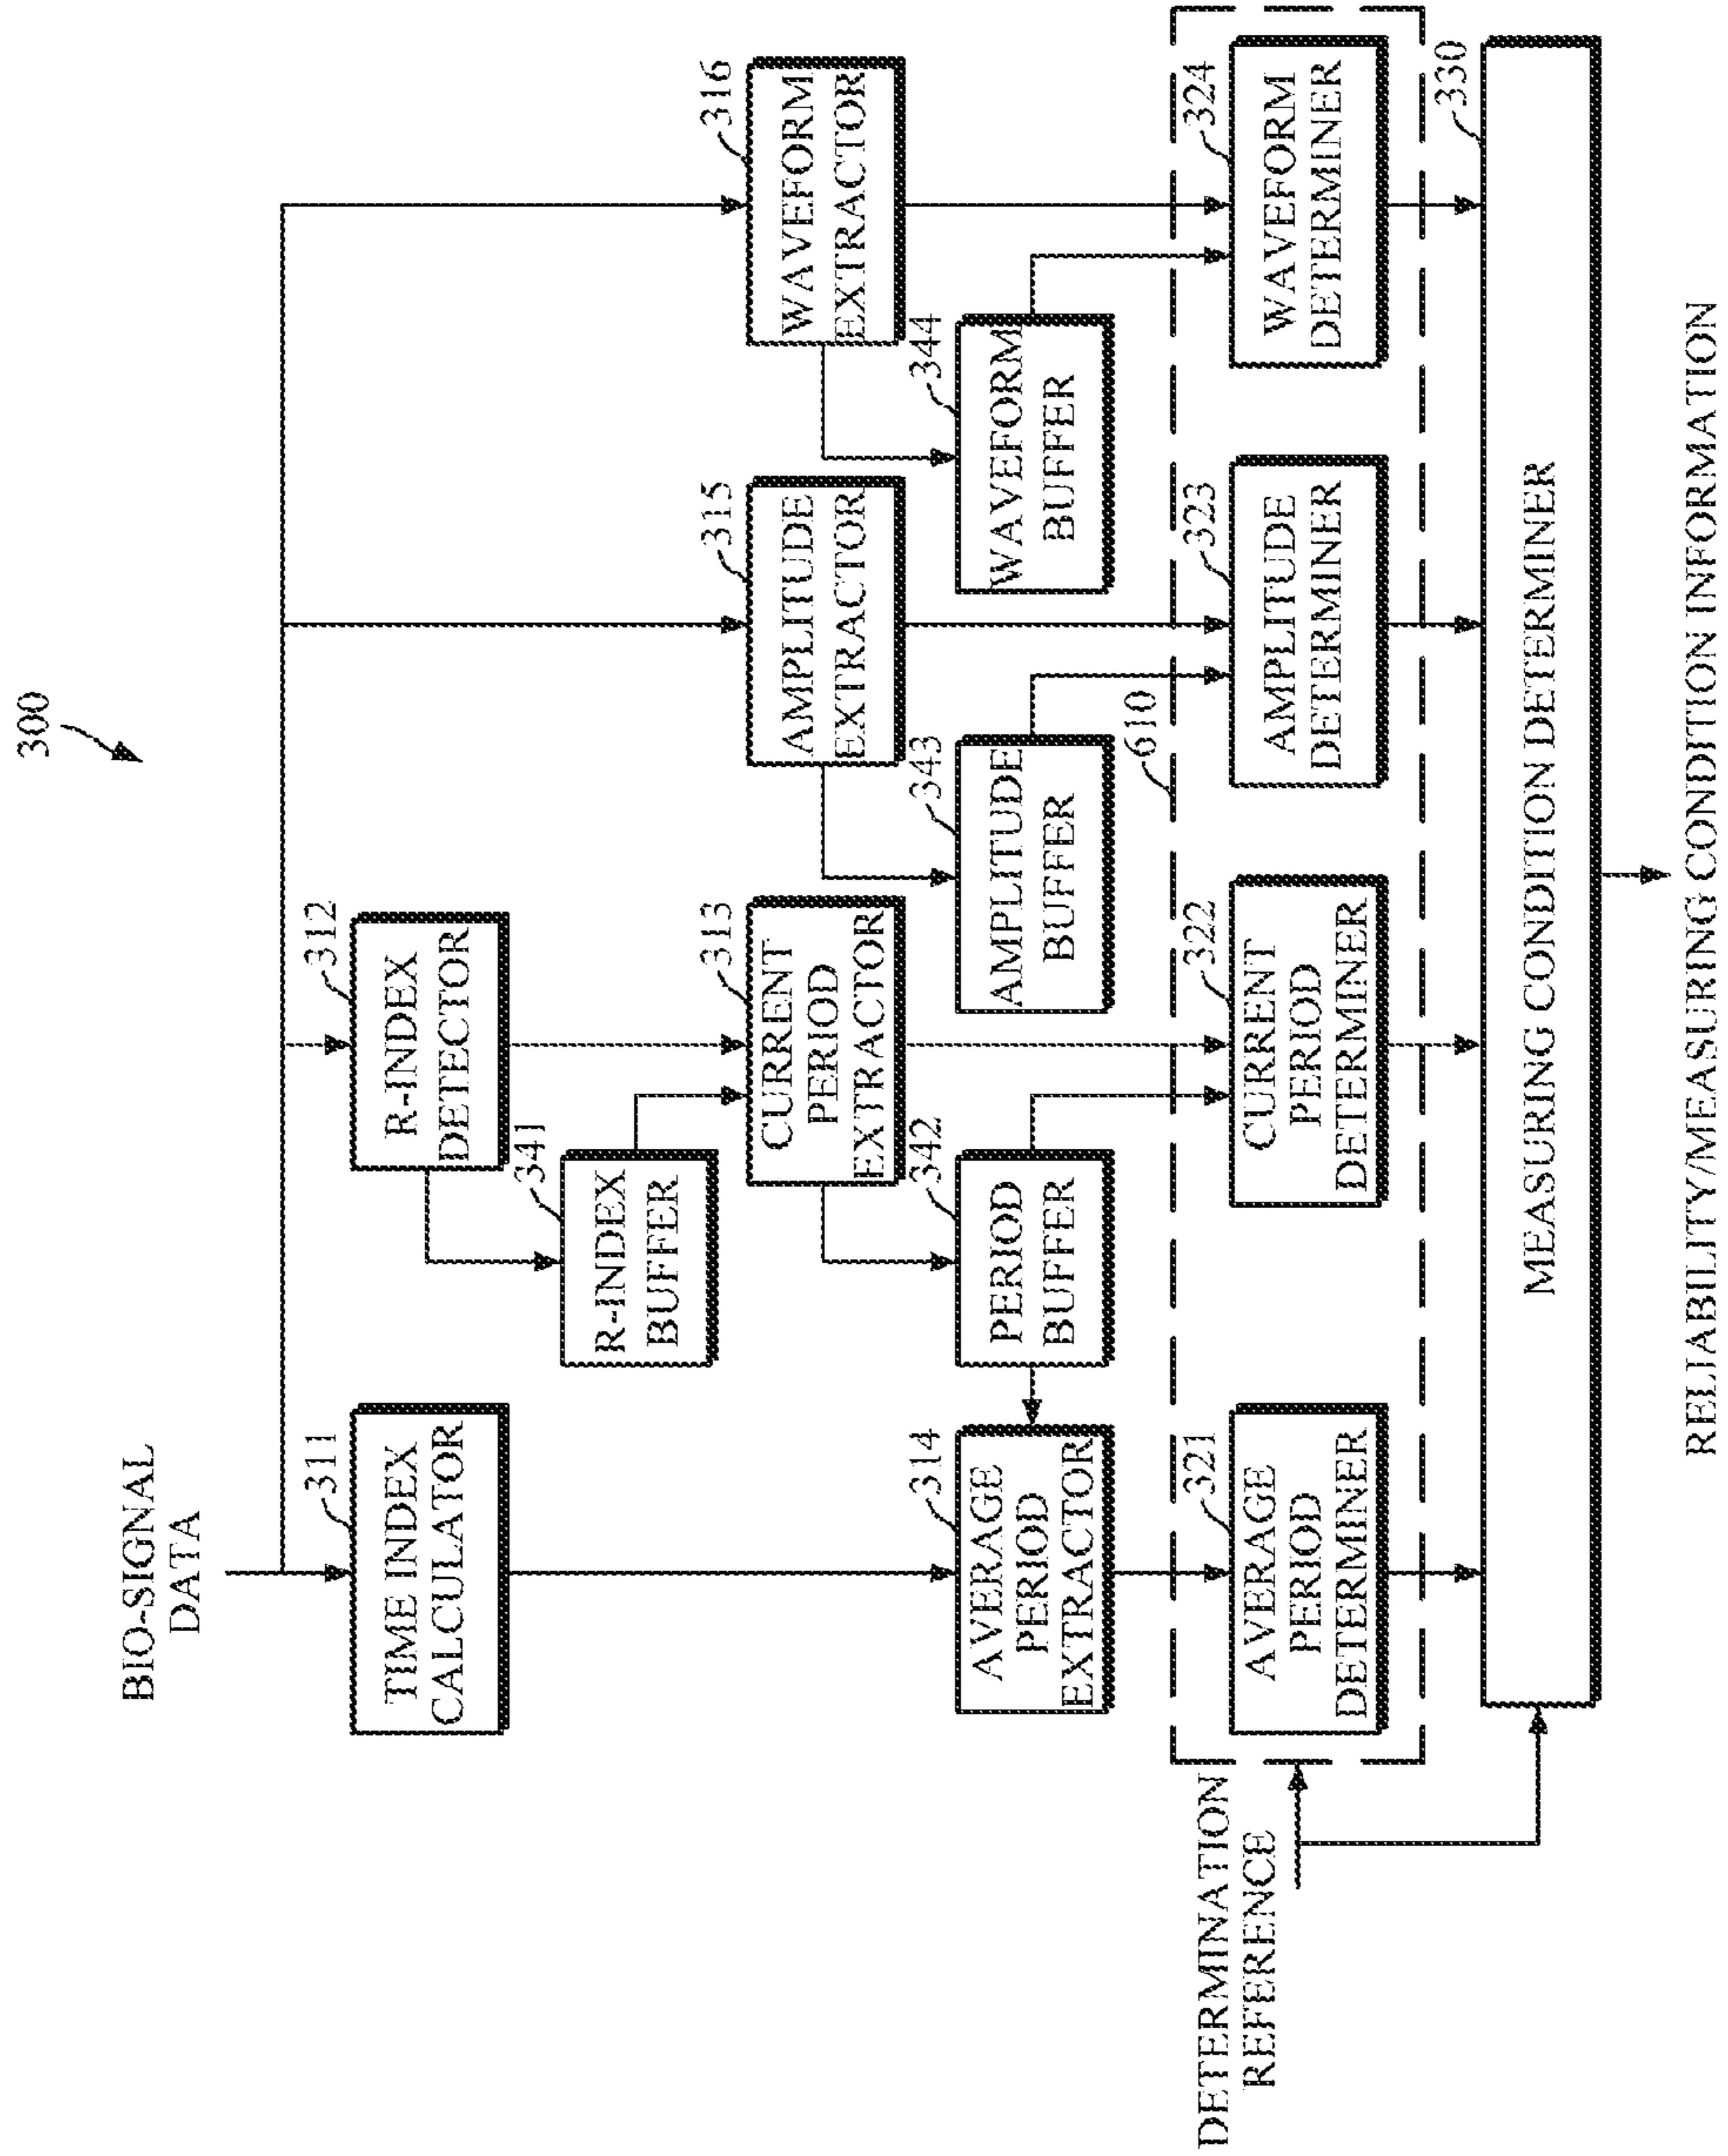 300
BIO-SIGNAL
DATA
311
TIME INDEX
CALCULATOR
312
R-INDEX
DETECTOR
341
R-INDEX
BUFFER
313
CURRENT
PERIOD
EXTRACTOR
315
AMPLITUDE
EXTRACTOR
316
WAVEFORM
EXTRACTOR
314
AVERAGE
PERIOD
EXTRACTOR
342
PERIOD
BUFFER
343
AMPLITUDE
BUFFER
344
WAVEFORM
BUFFER
610
DETERMINATION
REFERENCE
321
AVERAGE
PERIOD
DETERMINER
322
CURRENT
PERIOD
DETERMINER
323
AMPLITUDE
DETERMINER
324
WAVEFORM
DETERMINER
330
MEASURING CONDITION DETERMINER
RELIABILITY/MEASURING CONDITION INFORMATION